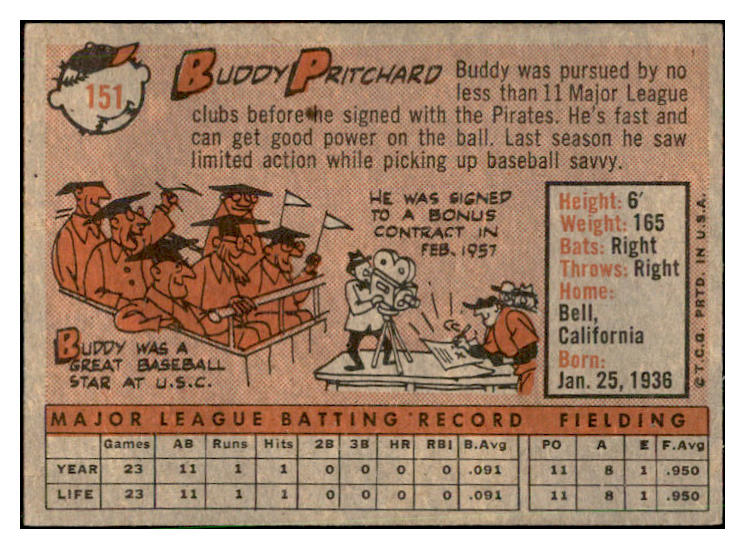 151
BUDDY PRITCHARD
Buddy was pursued by no
less than 11 Major League
clubs before he signed with the Pirates. He's fast and
can get good power on the ball. Last season he saw
limited action while picking up baseball savvy.
HE WAS SIGNED
TO A BONUS
CONTRACT IN
FEB. 1957
BUDDY WAS A
GREAT BASEBALL
STAR AT U.S.C.
Height: 6'
Weight: 165
Bats: Right
Throws: Right
Home:
Bell,
California
Born:
Jan. 25, 1936
© T.C.G. PRTD. IN U.S.A.
MAJOR LEAGUE BATTING RECORD FIELDING
Games AB Runs Hits 2B 3B HR RBI B.Avg PO A E F.Avg
YEAR 23 11 1 1 0 0 0 0 .091 11 8 1 .950
LIFE 23 11 1 1 0 0 0 0 .091 11 8 1 .950